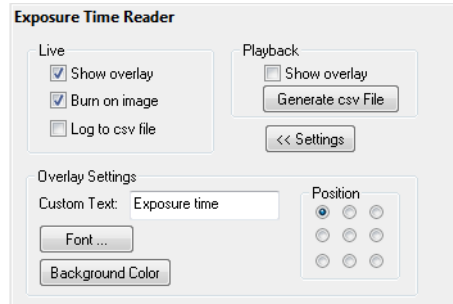 Exposure Time Reader
Live
Show overlay
Burn on image
Log to csv file
Playback
Show overlay
Generate csv File
<< Settings
Overlay Settings
Custom Text: Exposure time
Font ...
Background Color
Position